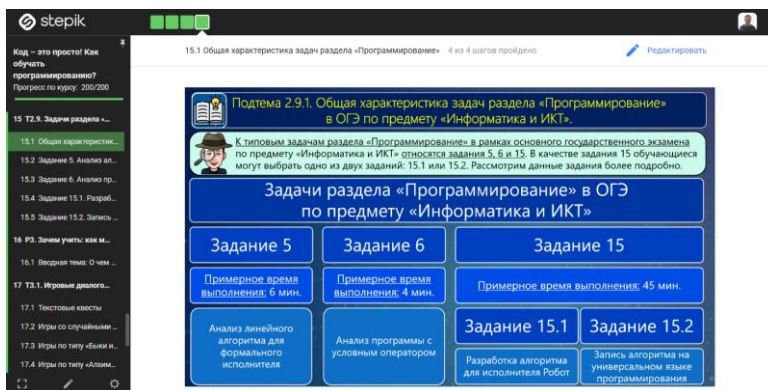 stepik
Код – это просто! Как
обучать
программированию?
Прогресс по курсу: 200/200
15 Т2.9. Задачи раздела «...
15.1 Общая характеристик...
15.2 Задание 5. Анализ ал...
15.3 Задание 6. Анализ пр...
15.4 Задание 15.1. Разраб...
15.5 Задание 15.2. Запись ...
16 Р3. Зачем учить: как м...
16.1 Вводная тема: О чем ...
17 Т3.1. Игровые диалого...
17.1 Текстовые квесты
17.2 Игры со случайными ...
17.3 Игры по типу «Быки и...
17.4 Игры по типу «Алхим...
15.1 Общая характеристика задач раздела «Программирование» 4 из 4 шагов пройдено
Редактировать
Подтема 2.9.1. Общая характеристика задач раздела «Программирование»
в ОГЭ по предмету «Информатика и ИКТ».
К типовым задачам раздела «Программирование» в рамках основного государственного экзамена
по предмету «Информатика и ИКТ» относятся задания 5, 6 и 15. В качестве задания 15 обучающиеся
могут выбрать одно из двух заданий: 15.1 или 15.2. Рассмотрим данные задания более подробно.
Задачи раздела «Программирование» в ОГЭ
по предмету «Информатика и ИКТ»
Задание 5
Задание 6
Задание 15
Примерное время
выполнения: 6 мин.
Примерное время
выполнения: 4 мин.
Примерное время выполнения: 45 мин.
Анализ линейного
алгоритма для
формального
исполнителя
Анализ программы с
условным оператором
Задание 15.1
Задание 15.2
Разработка алгоритма
для исполнителя Робот
Запись алгоритма на
универсальном языке
программирования